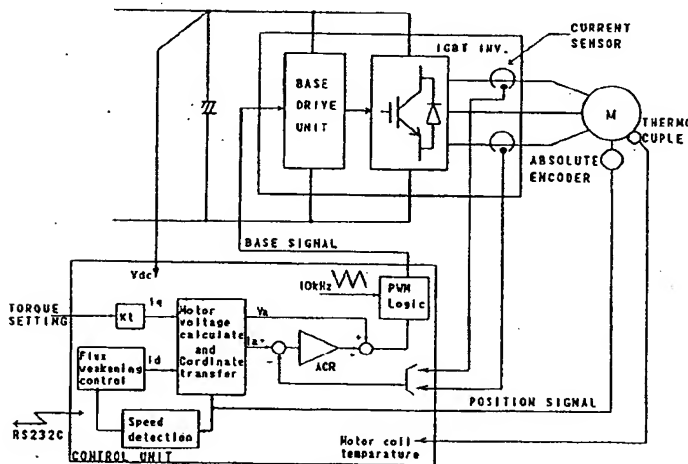 CURRENT
SENSOR
IGBT INV.
BASE
DRIVE
UNIT
M
THERMO
CUPLE
ABSOLUTE
ENCODER
BASE SIGNAL
Vdc
10kHz
PWM
Logic
TORQUE
SETTING
Kt
iq
Motor
voltage
calculate
and
Cordinate
transfer
Va
Ia*
+
-
-
ACR
Flux
weakening
control
id
POSITION SIGNAL
RS232C
Speed
detection
Motor coil
temparature
CONTROL UNIT